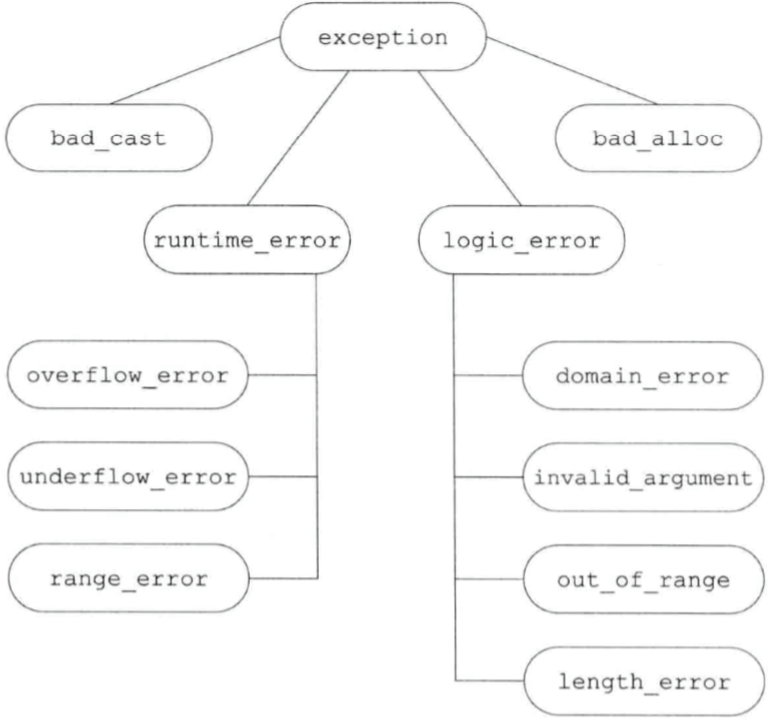 exception
bad_cast
bad_alloc
runtime_error
logic_error
overflow_error
domain_error
underflow_error
invalid_argument
range_error
out_of_range
length_error